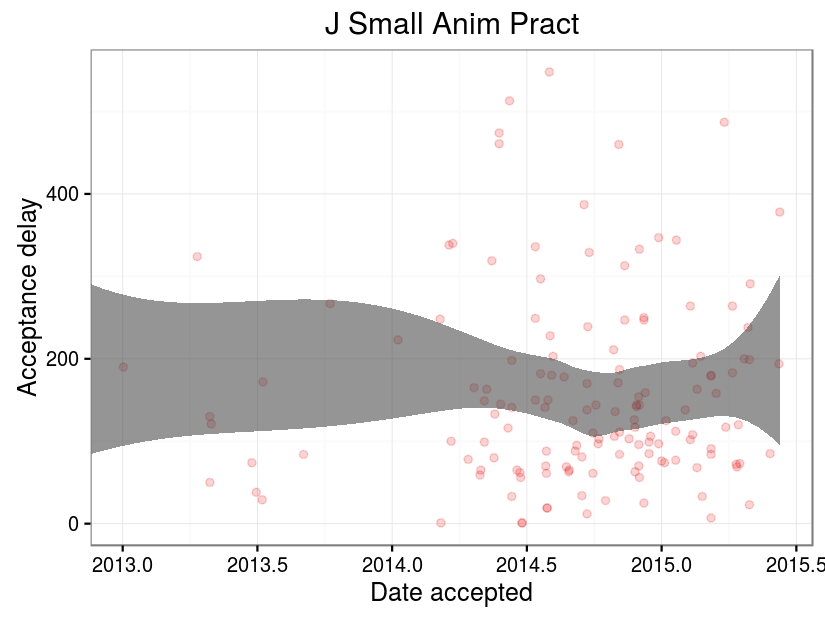 J Small Anim Pract
Acceptance delay
400
200
0
2013.0 2013.5 2014.0 2014.5 2015.0 2015.5
Date accepted